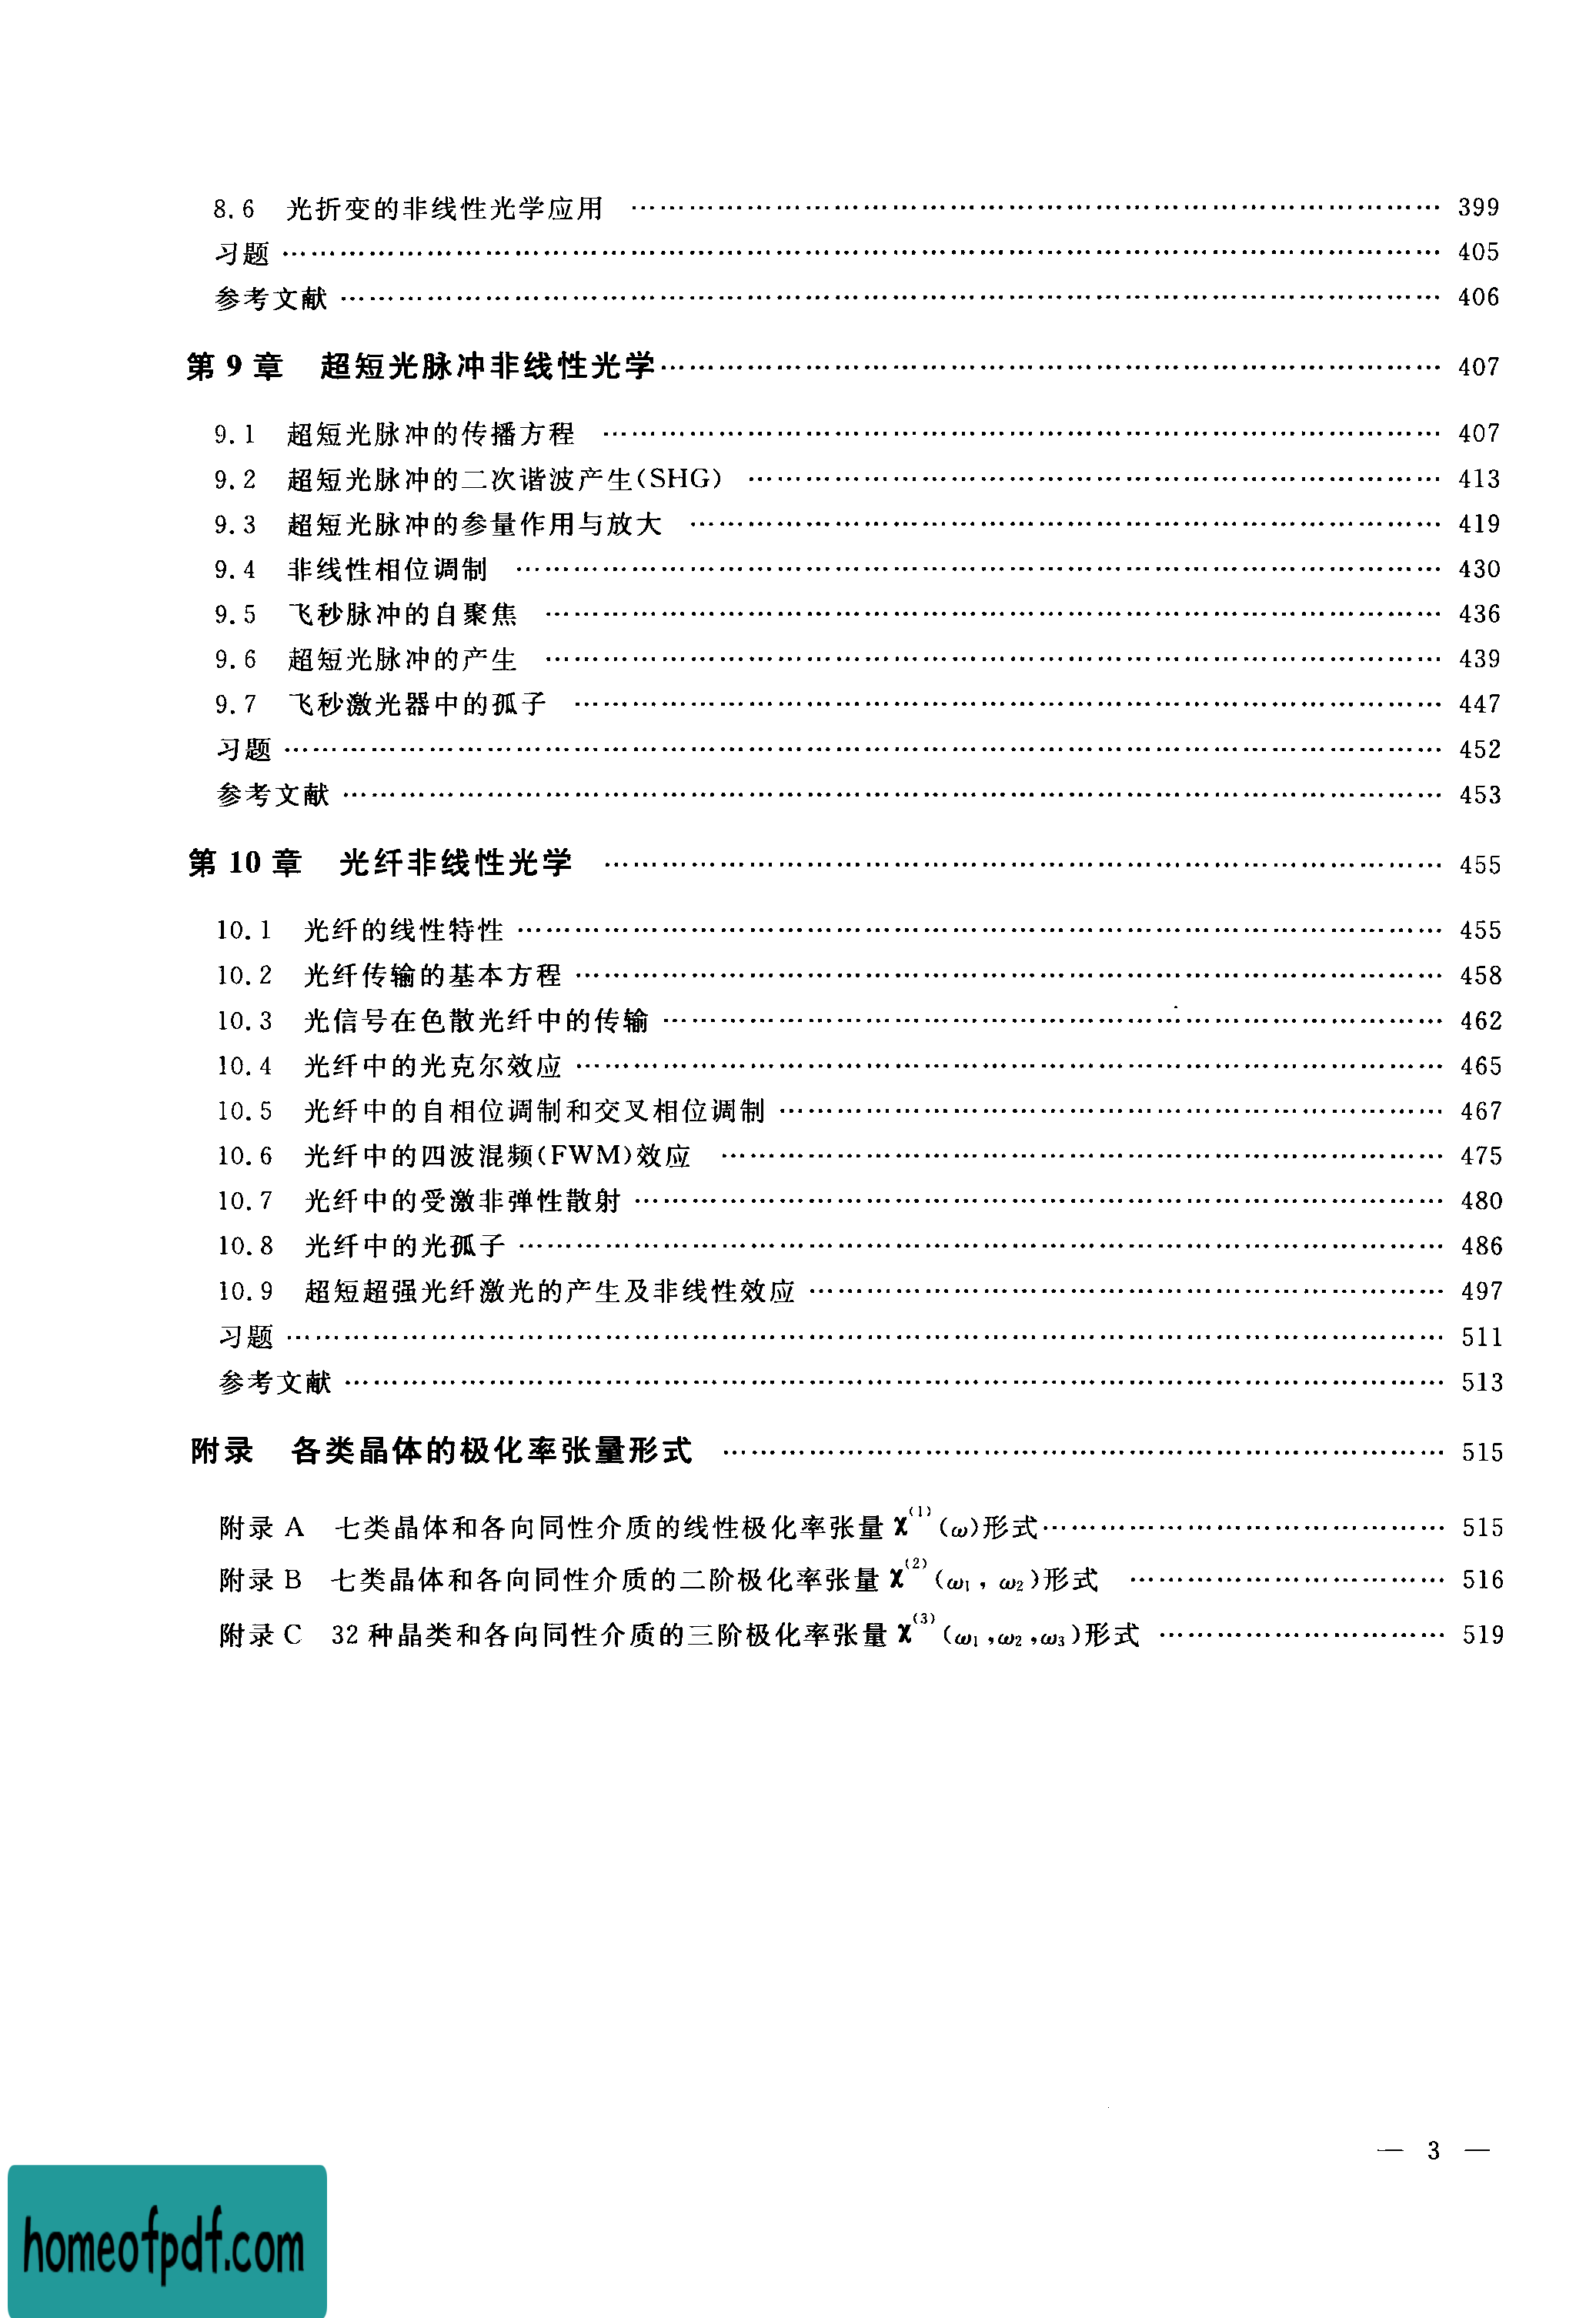 8.6 光折变的非线性光学应用 …… 399
习题 …… 405
参考文献 …… 406
第 9 章 超短光脉冲非线性光学 …… 407
9.1 超短光脉冲的传播方程 …… 407
9.2 超短光脉冲的二次谐波产生(SHG) …… 413
9.3 超短光脉冲的参量作用与放大 …… 419
9.4 非线性相位调制 …… 430
9.5 飞秒脉冲的自聚焦 …… 436
9.6 超短光脉冲的产生 …… 439
9.7 飞秒激光器中的孤子 …… 447
习题 …… 452
参考文献 …… 453
第 10 章 光纤非线性光学 …… 455
10.1 光纤的线性特性 …… 455
10.2 光纤传输的基本方程 …… 458
10.3 光信号在色散光纤中的传输 …… 462
10.4 光纤中的光克尔效应 …… 465
10.5 光纤中的自相位调制和交叉相位调制 …… 467
10.6 光纤中的四波混频(FWM)效应 …… 475
10.7 光纤中的受激非弹性散射 …… 480
10.8 光纤中的光孤子 …… 486
10.9 超短超强光纤激光的产生及非线性效应 …… 497
习题 …… 511
参考文献 …… 513
附录 各类晶体的极化率张量形式 …… 515
附录 A 七类晶体和各向同性介质的线性极化率张量 χ⁽¹⁾(ω)形式 …… 515
附录 B 七类晶体和各向同性介质的二阶极化率张量 χ⁽²⁾(ω₁, ω₂)形式 …… 516
附录 C 32 种晶类和各向同性介质的三阶极化率张量 χ⁽³⁾(ω₁,ω₂,ω₃)形式 …… 519
— 3 —
homeofpdf.com